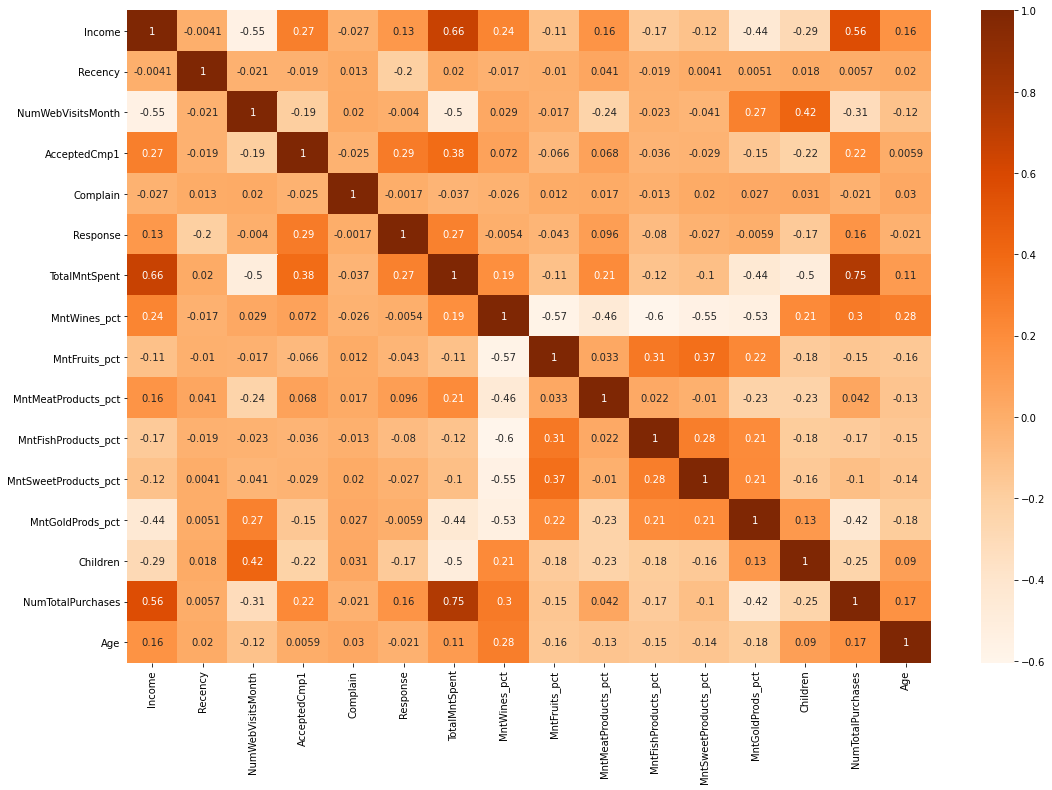 Income 1 -0.0041 -0.55 0.27 -0.027 0.13 0.66 0.24 -0.11 0.16 -0.17 -0.12 -0.44 -0.29 0.56 0.16
Recency -0.0041 1 -0.021 -0.019 0.013 -0.2 0.02 -0.017 -0.01 0.041 -0.019 0.0041 0.0051 0.018 0.0057 0.02
NumWebVisitsMonth -0.55 -0.021 1 -0.19 0.02 -0.004 -0.5 0.029 -0.017 -0.24 -0.023 -0.041 0.27 0.42 -0.31 -0.12
AcceptedCmp1 0.27 -0.019 -0.19 1 -0.025 0.29 0.38 0.072 -0.066 0.068 -0.036 -0.029 -0.15 -0.22 0.22 0.0059
Complain -0.027 0.013 0.02 -0.025 1 -0.0017 -0.037 -0.026 0.012 0.017 -0.013 0.02 0.027 0.031 -0.021 0.03
Response 0.13 -0.2 -0.004 0.29 -0.0017 1 0.27 -0.0054 -0.043 0.096 -0.08 -0.027 -0.0059 -0.17 0.16 -0.021
TotalMntSpent 0.66 0.02 -0.5 0.38 -0.037 0.27 1 0.19 -0.11 0.21 -0.12 -0.1 -0.44 -0.5 0.75 0.11
MntWines_pct 0.24 -0.017 0.029 0.072 -0.026 -0.0054 0.19 1 -0.57 -0.46 -0.6 -0.55 -0.53 0.21 0.3 0.28
MntFruits_pct -0.11 -0.01 -0.017 -0.066 0.012 -0.043 -0.11 -0.57 1 0.033 0.31 0.37 0.22 -0.18 -0.15 -0.16
MntMeatProducts_pct 0.16 0.041 -0.24 0.068 0.017 0.096 0.21 -0.46 0.033 1 0.022 -0.01 -0.23 -0.23 0.042 -0.13
MntFishProducts_pct -0.17 -0.019 -0.023 -0.036 -0.013 -0.08 -0.12 -0.6 0.31 0.022 1 0.28 0.21 -0.18 -0.17 -0.15
MntSweetProducts_pct -0.12 0.0041 -0.041 -0.029 0.02 -0.027 -0.1 -0.55 0.37 -0.01 0.28 1 0.21 -0.16 -0.1 -0.14
MntGoldProds_pct -0.44 0.0051 0.27 -0.15 0.027 -0.0059 -0.44 -0.53 0.22 -0.23 0.21 0.21 1 0.13 -0.42 -0.18
Children -0.29 0.018 0.42 -0.22 0.031 -0.17 -0.5 0.21 -0.18 -0.23 -0.18 -0.16 0.13 1 -0.25 0.09
NumTotalPurchases 0.56 0.0057 -0.31 0.22 -0.021 0.16 0.75 0.3 -0.15 0.042 -0.17 -0.1 -0.42 -0.25 1 0.17
Age 0.16 0.02 -0.12 0.0059 0.03 -0.021 0.11 0.28 -0.16 -0.13 -0.15 -0.14 -0.18 0.09 0.17 1
Income
Recency
NumWebVisitsMonth
AcceptedCmp1
Complain
Response
TotalMntSpent
MntWines_pct
MntFruits_pct
MntMeatProducts_pct
MntFishProducts_pct
MntSweetProducts_pct
MntGoldProds_pct
Children
NumTotalPurchases
Age
1.0
0.8
0.6
0.4
0.2
0.0
−0.2
−0.4
−0.6